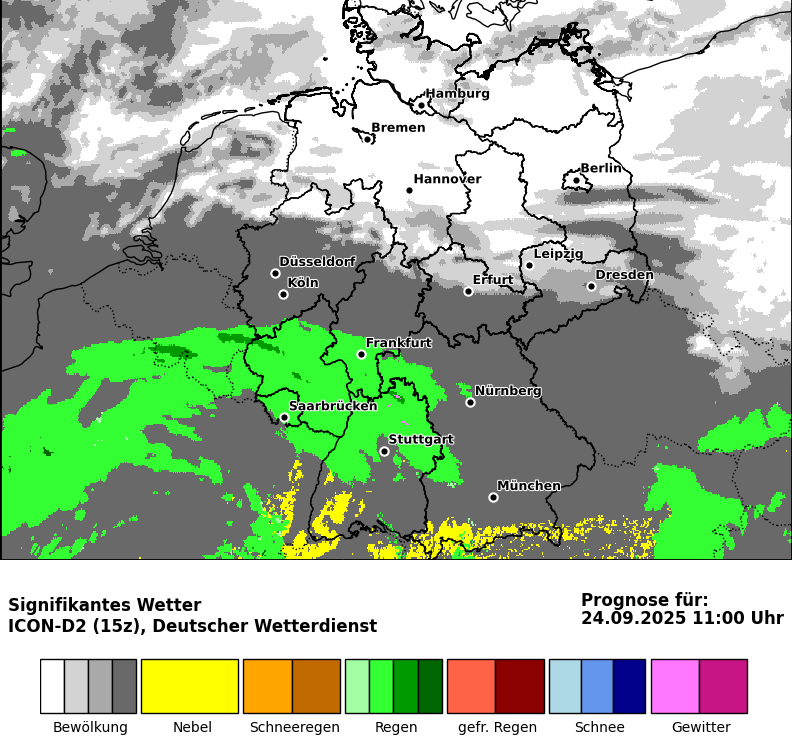 Hamburg
Bremen
Berlin
Hannover
Leipzig
Düsseldorf
Dresden
Erfurt
Köln
Frankfurt
Nürnberg
Saarbrücken
Stuttgart
München
Signifikantes Wetter
ICON-D2 (15z), Deutscher Wetterdienst
Prognose für:
24.09.2025 11:00 Uhr
Bewölkung Nebel Schneeregen Regen gefr. Regen Schnee Gewitter